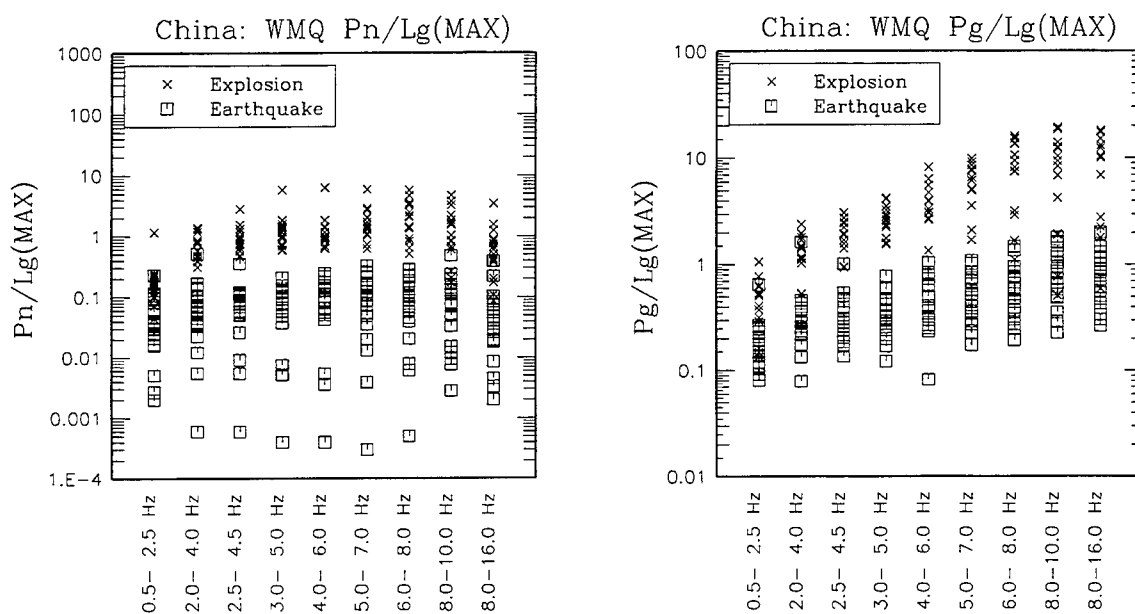 China: WMQ Pn/Lg(MAX)
Explosion
Earthquake
Pn/Lg(MAX)
1000
100
10
1
0.1
0.01
0.001
1.E-4
0.5- 2.5 Hz
2.0- 4.0 Hz
2.5- 4.5 Hz
3.0- 5.0 Hz
4.0- 6.0 Hz
5.0- 7.0 Hz
6.0- 8.0 Hz
8.0-10.0 Hz
8.0-16.0 Hz
China: WMQ Pg/Lg(MAX)
Explosion
Earthquake
Pg/Lg(MAX)
100
10
1
0.1
0.01
0.5- 2.5 Hz
2.0- 4.0 Hz
2.5- 4.5 Hz
3.0- 5.0 Hz
4.0- 6.0 Hz
5.0- 7.0 Hz
6.0- 8.0 Hz
8.0-10.0 Hz
8.0-16.0 Hz